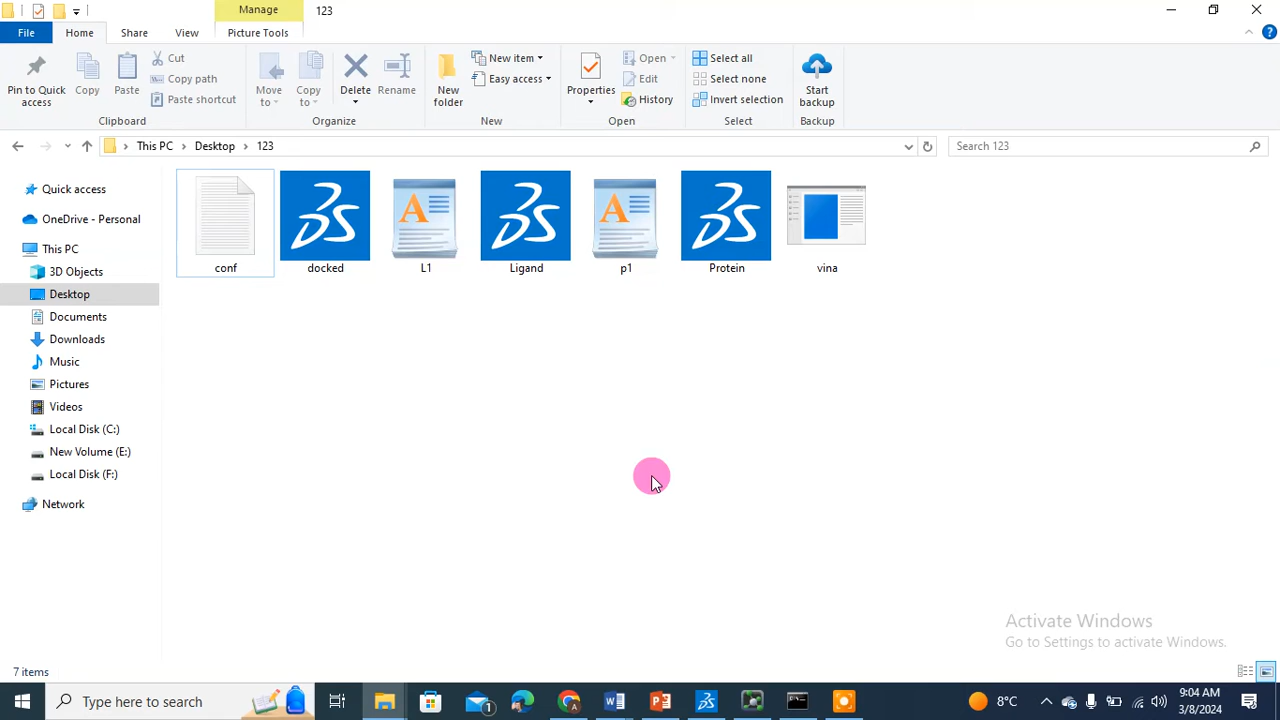 Manage
123
File
Home
Share
View
Picture Tools
Pin to Quick access
Copy
Paste
Cut
Copy path
Paste shortcut
Clipboard
Move to
Copy to
Delete
Rename
Organize
New folder
New item
Easy access
New
Properties
Open
Edit
History
Open
Select all
Select none
Invert selection
Select
Start backup
Backup
This PC > Desktop > 123
Search 123
Quick access
OneDrive - Personal
This PC
3D Objects
Desktop
Documents
Downloads
Music
Pictures
Videos
Local Disk (C:)
New Volume (E:)
Local Disk (F:)
Network
conf
docked
L1
Ligand
p1
Protein
vina
Activate Windows
Go to Settings to activate Windows.
7 items
Type here to search
1
8°C
9:04 AM
3/8/2024